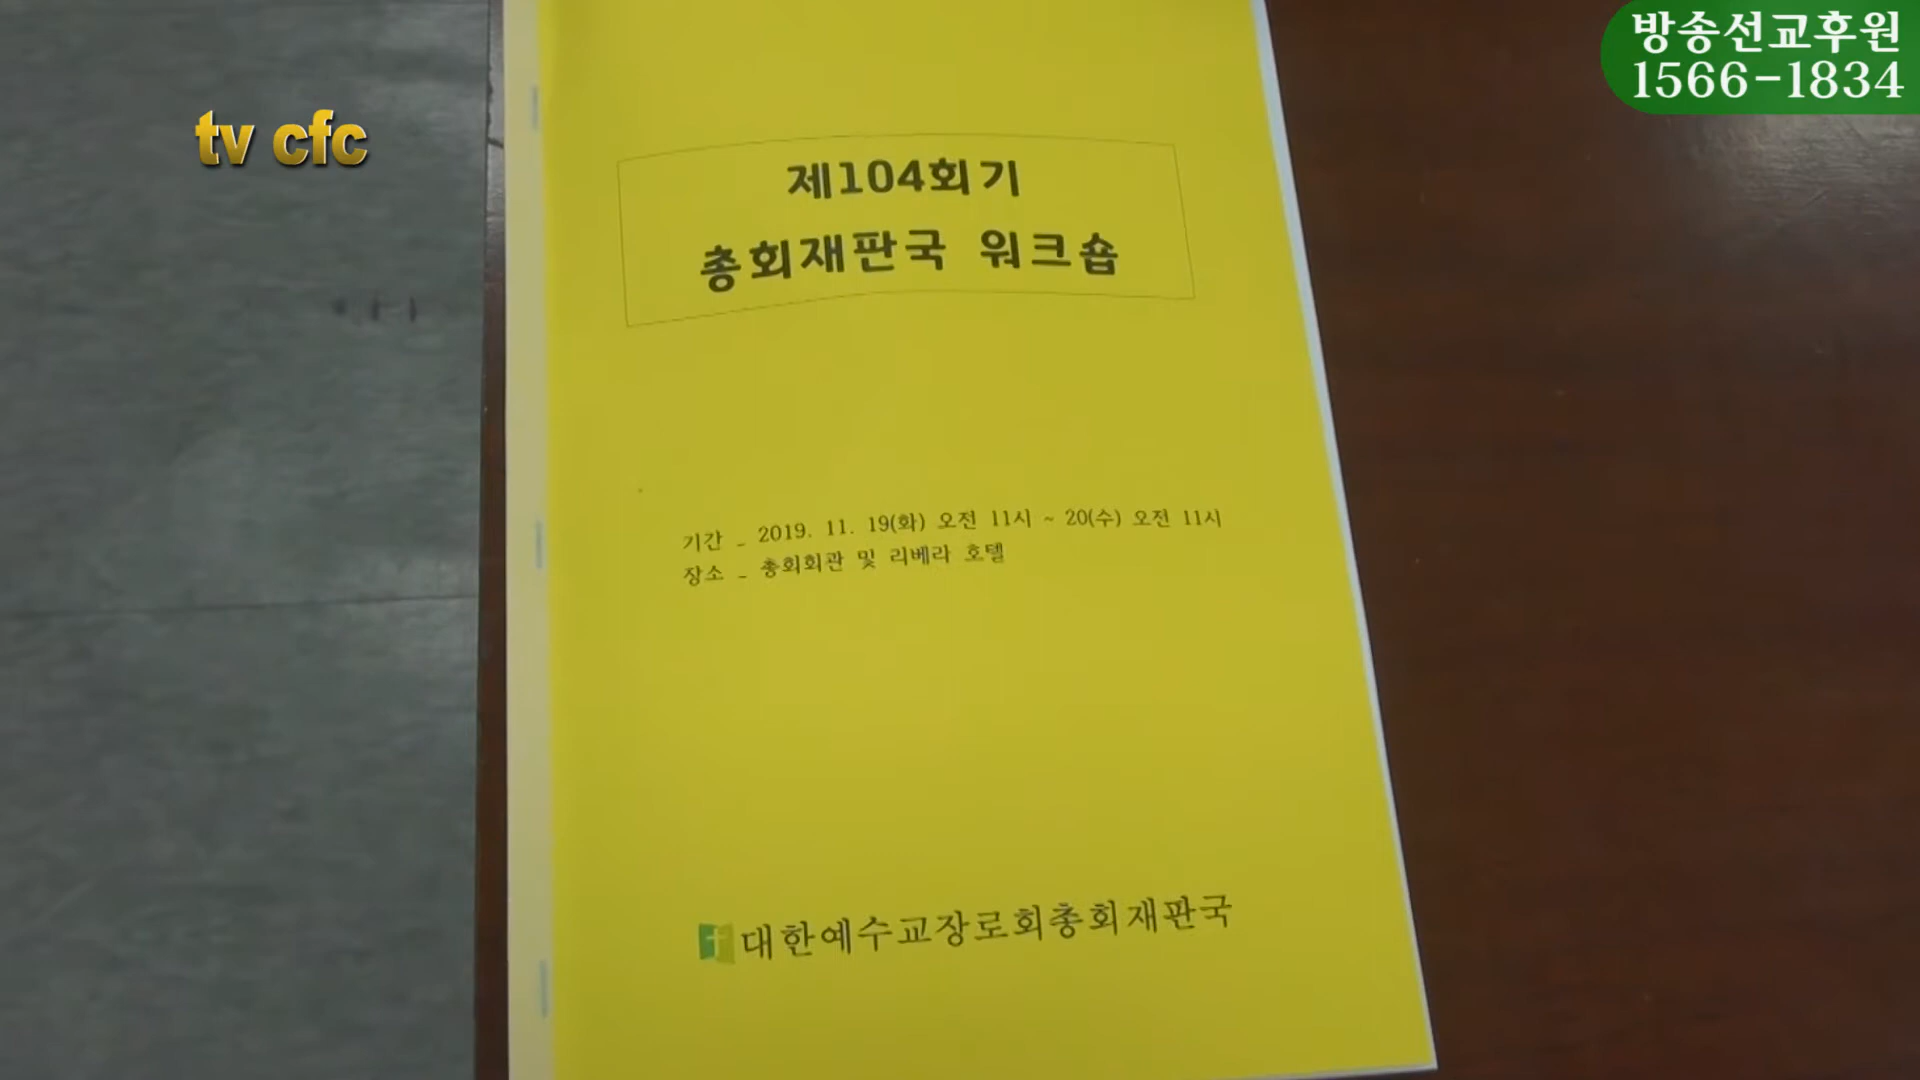 방송선교후원
1566-1834
tv cfc
제104회기
총회재판국 워크숍
기간 - 2019. 11. 19(화) 오전 11시 ~ 20(수) 오전 11시
장소 - 총회회관 및 리베라 호텔
대한예수교장로회총회재판국